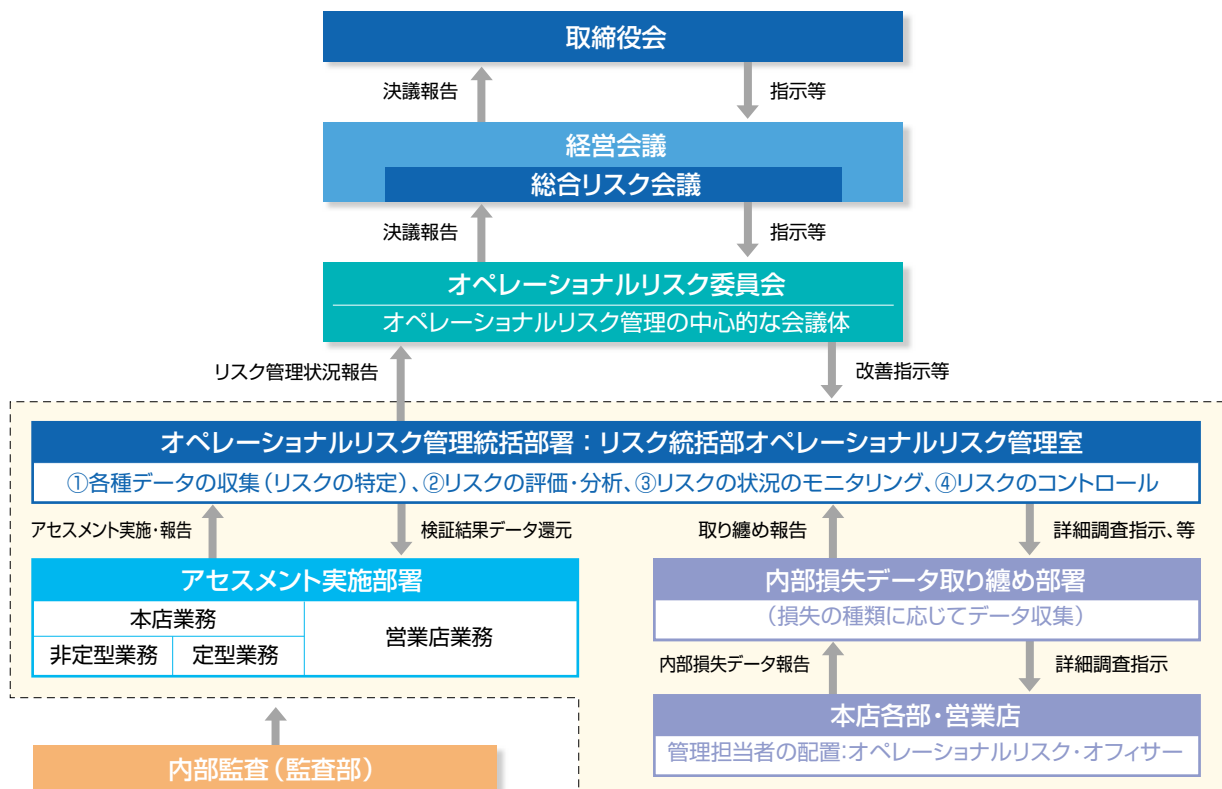 取締役会
決議報告
指示等
経営会議
総合リスク会議
決議報告
指示等
オペレーショナルリスク委員会
オペレーショナルリスク管理の中心的な会議体
リスク管理状況報告
改善指示等
オペレーショナルリスク管理統括部署：リスク統括部オペレーショナルリスク管理室
①各種データの収集（リスクの特定）、②リスクの評価・分析、③リスクの状況のモニタリング、④リスクのコントロール
アセスメント実施・報告
検証結果データ還元
取り纏め報告
詳細調査指示、等
アセスメント実施部署
本店業務
非定型業務
定型業務
営業店業務
内部損失データ取り纏め部署
（損失の種類に応じてデータ収集）
内部損失データ報告
詳細調査指示
本店各部・営業店
管理担当者の配置:オペレーショナルリスク・オフィサー
内部監査（監査部）